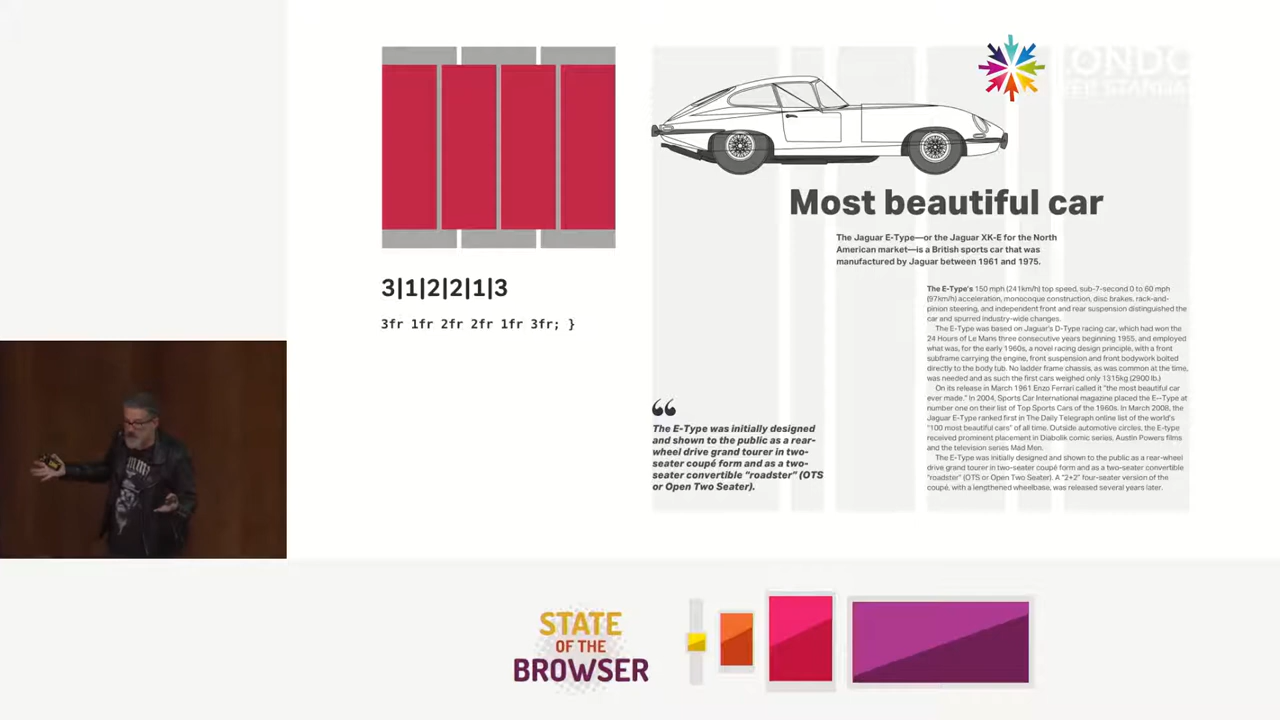 3|1|2|2|1|3
3fr 1fr 2fr 2fr 1fr 3fr; }
Most beautiful car
The Jaguar E-Type—or the Jaguar XK-E for the North
American market—is a British sports car that was
manufactured by Jaguar between 1961 and 1975.
The E-Type's 150 mph (241km/h) top speed, sub-7-second 0 to 60 mph
(97km/h) acceleration, monocoque construction, disc brakes, rack-and-
pinion steering, and independent front and rear suspension distinguished the
car and spurred industry-wide changes.
The E-Type was based on Jaguar's D-Type racing car, which had won the
24 Hours of Le Mans three consecutive years beginning 1955, and employed
what was, for the early 1960s, a novel racing design principle, with a front
subframe carrying the engine, front suspension and front bodywork bolted
directly to the body tub. No ladder frame chassis, as was common at the time,
was needed and as such the first cars weighed only 1315kg (2900 lb.)
On its release in March 1961 Enzo Ferrari called it "the most beautiful car
ever made." In 2004, Sports Car International magazine placed the E–Type at
number one on their list of Top Sports Cars of the 1960s. In March 2008, the
Jaguar E-Type ranked first in The Daily Telegraph online list of the world's
"100 most beautiful cars" of all time. Outside automotive circles, the E-type
received prominent placement in Diabolik comic series, Austin Powers films
and the television series Mad Men.
The E-Type was initially designed and shown to the public as a rear-wheel
drive grand tourer in two-seater coupé form and as a two-seater convertible
"roadster" (OTS or Open Two Seater). A "2+2" four-seater version of the
coupé, with a lengthened wheelbase, was released several years later.
“
The E-Type was initially designed
and shown to the public as a rear-
wheel drive grand tourer in two-
seater coupé form and as a two-
seater convertible "roadster" (OTS
or Open Two Seater).
STATE
OF THE
BROWSER